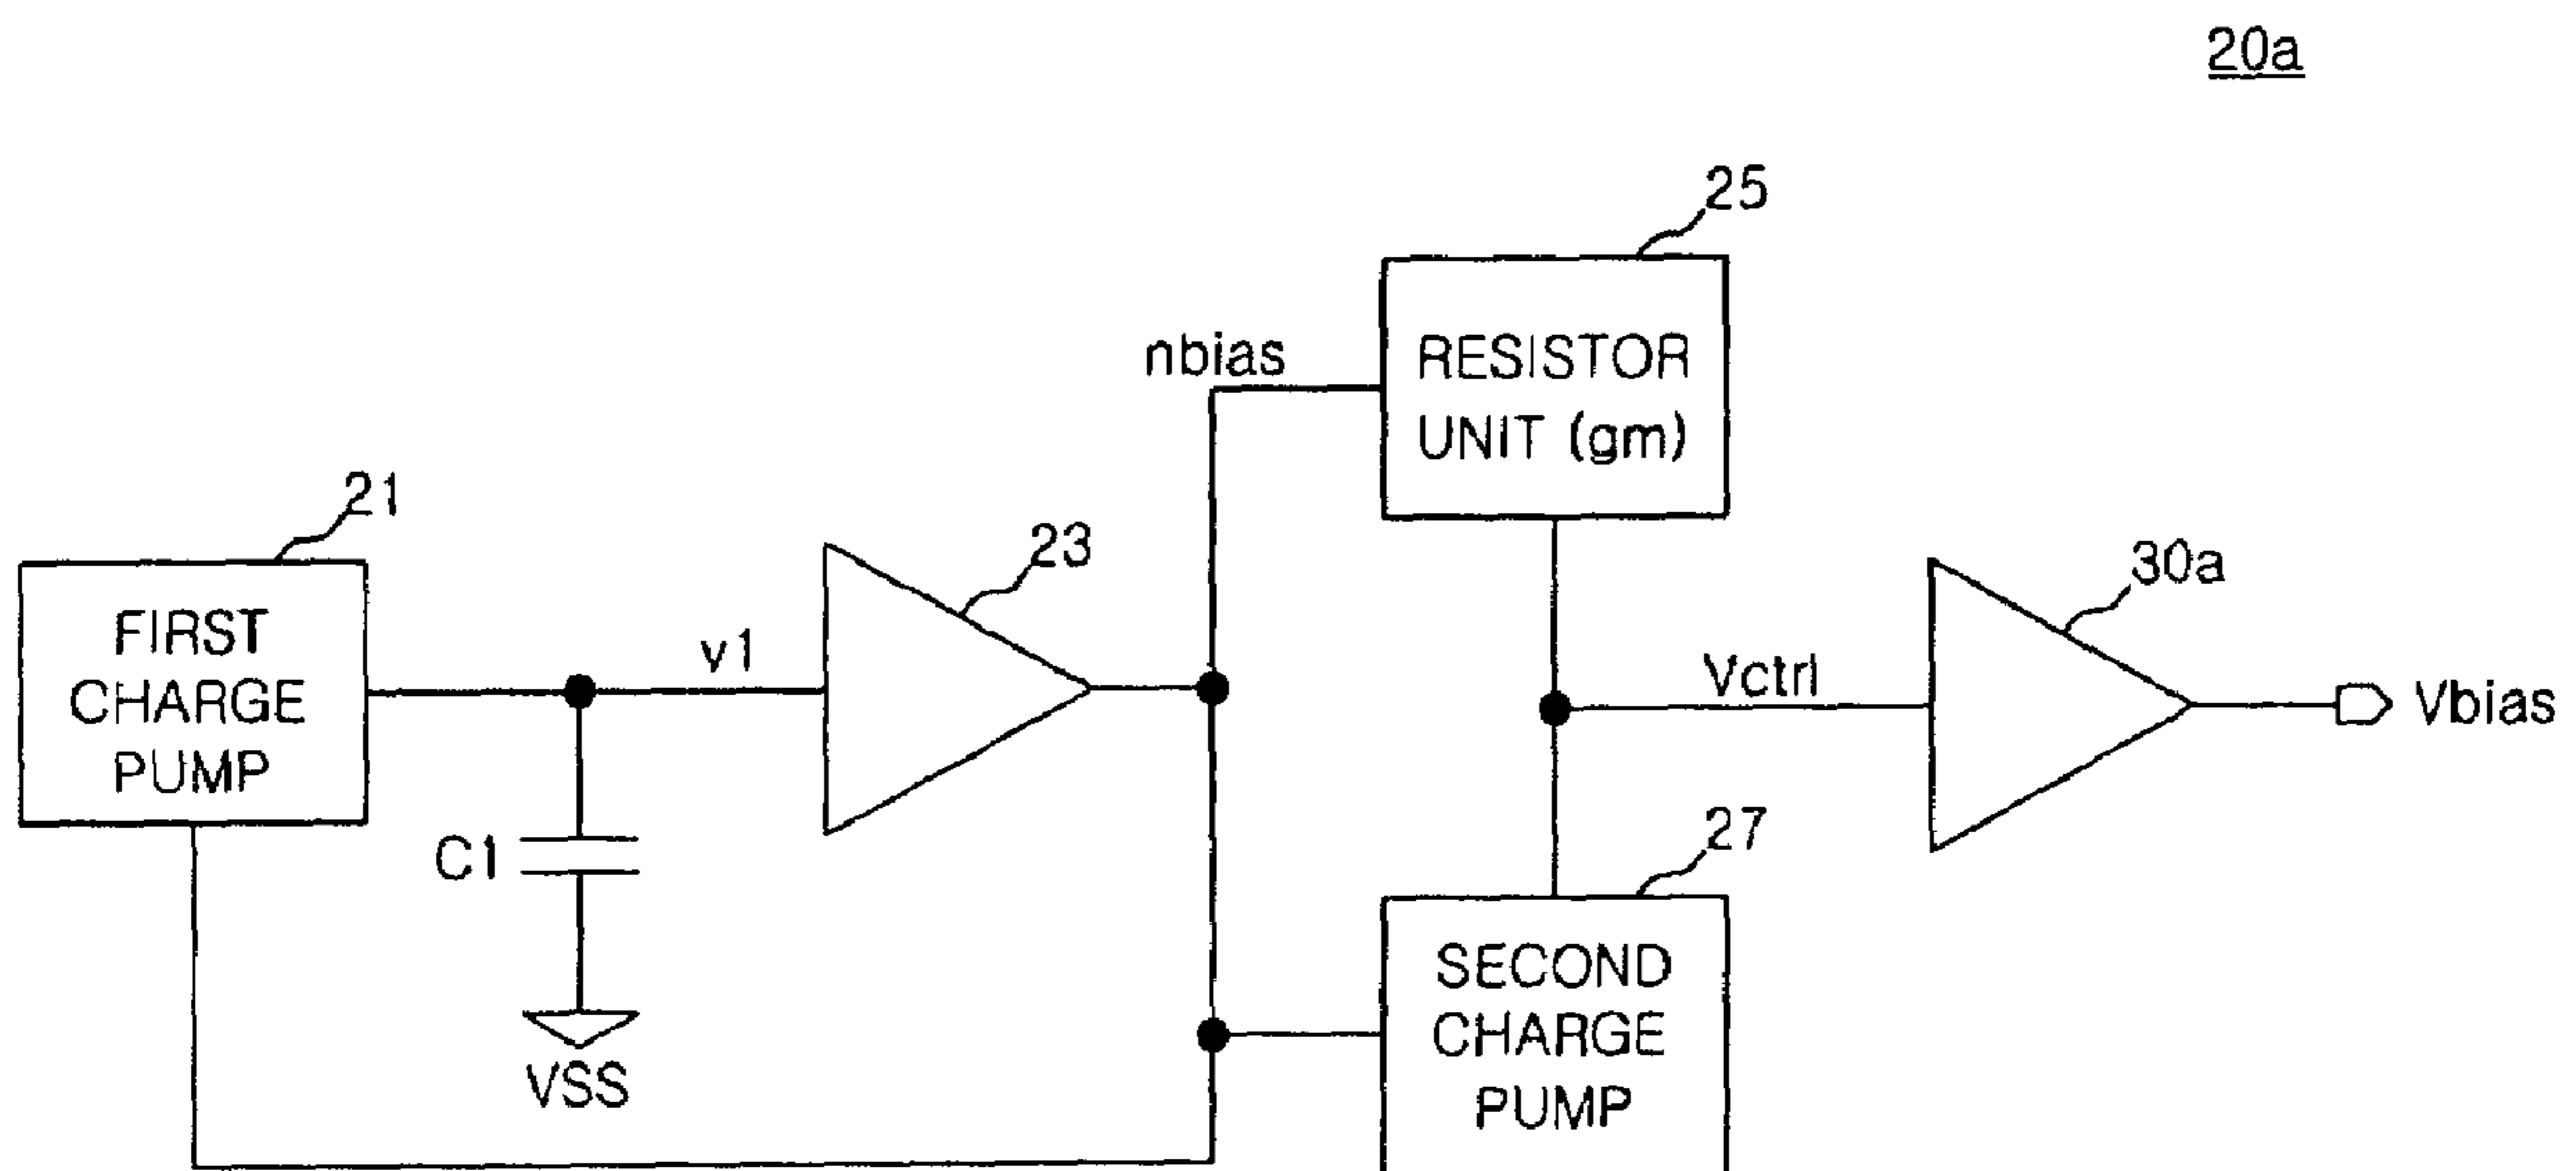 20a
25
nbias
RESISTOR
UNIT (gm)
21
23
30a
FIRST
CHARGE
PUMP
v1
Vctrl
Vbias
C1
27
VSS
SECOND
CHARGE
PUMP